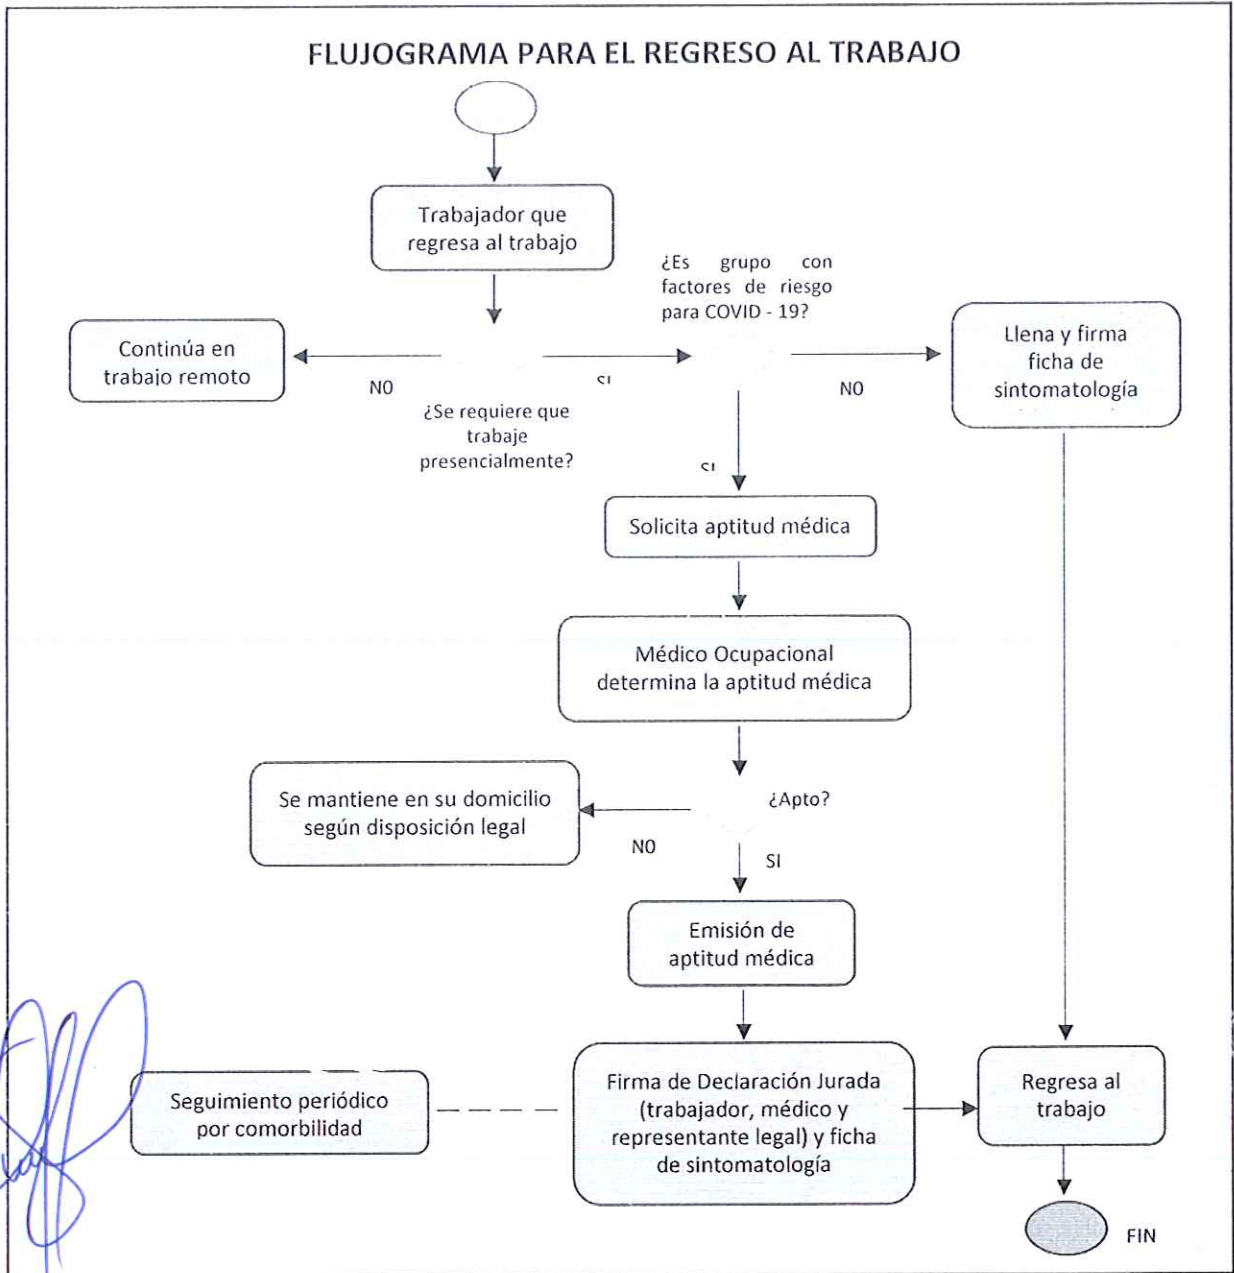 FLUJOGRAMA PARA EL REGRESO AL TRABAJO
Trabajador que
regresa al trabajo
¿Es grupo con
factores de riesgo
para COVID - 19?
Continúa en
trabajo remoto
NO
SI
¿Se requiere que
trabaje
presencialmente?
NO
Llena y firma
ficha de
sintomatología
SI
Solicita aptitud médica
Médico Ocupacional
determina la aptitud médica
¿Apto?
Se mantiene en su domicilio
según disposición legal
NO
SI
Emisión de
aptitud médica
Seguimiento periódico
por comorbilidad
Firma de Declaración Jurada
(trabajador, médico y
representante legal) y ficha
de sintomatología
Regresa al
trabajo
FIN